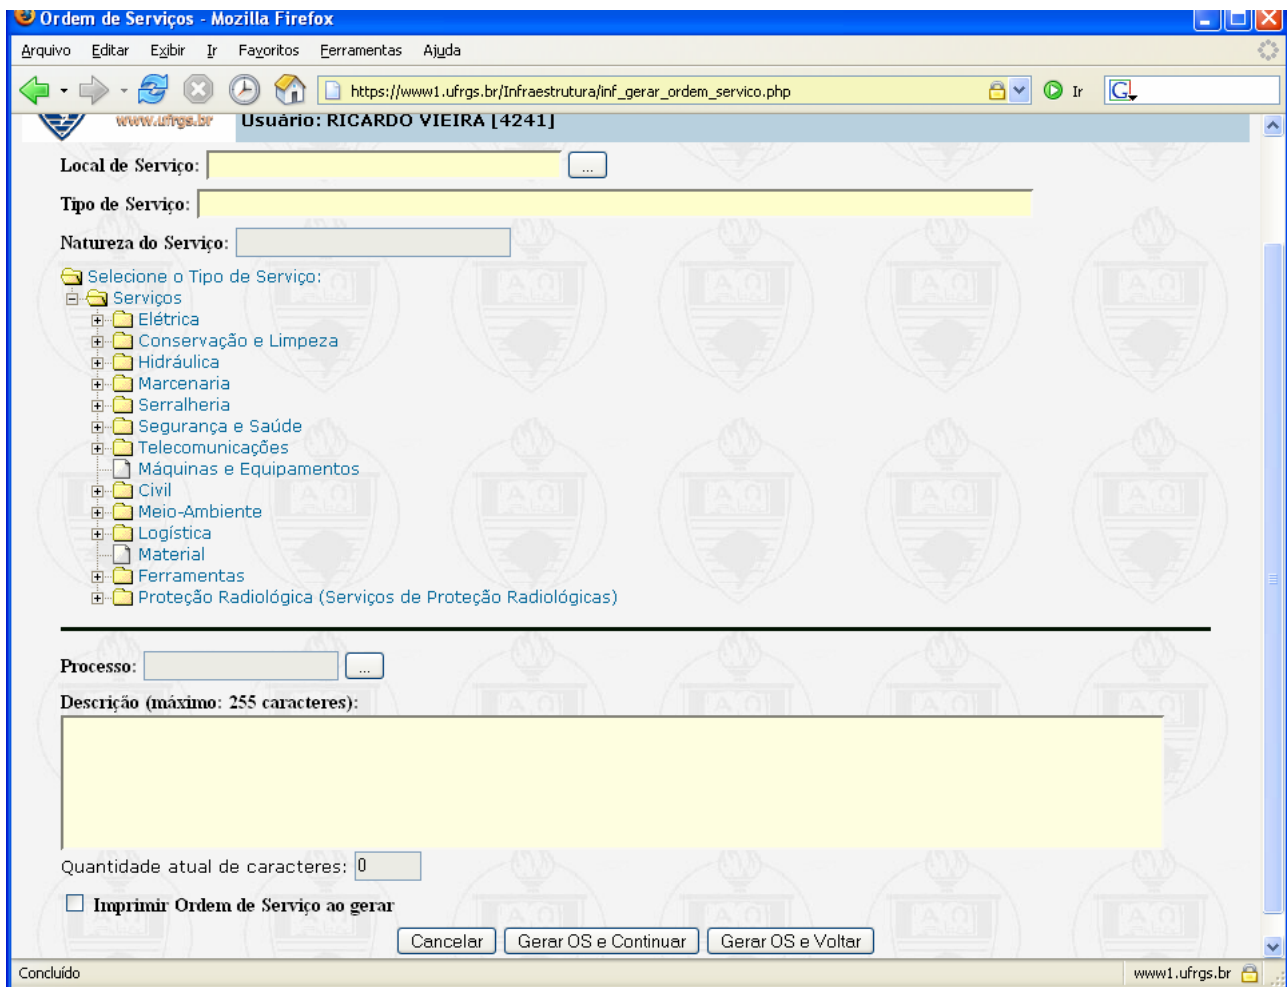 Ordem de Serviços - Mozilla Firefox
Arquivo Editar Exibir Ir Favoritos Ferramentas Ajuda
https://www1.ufrgs.br/Infraestrutura/inf_gerar_ordem_servico.php Ir G
www.ufrgs.br Usuário: RICARDO VIEIRA [4241]
Local de Serviço: ...
Tipo de Serviço:
Natureza do Serviço:
Selecione o Tipo de Serviço:
Serviços
Elétrica
Conservação e Limpeza
Hidráulica
Marcenaria
Serralheria
Segurança e Saúde
Telecomunicações
Máquinas e Equipamentos
Civil
Meio-Ambiente
Logística
Material
Ferramentas
Proteção Radiológica (Serviços de Proteção Radiológicas)
Processo: ...
Descrição (máximo: 255 caracteres):
Quantidade atual de caracteres: 0
Imprimir Ordem de Serviço ao gerar
Cancelar Gerar OS e Continuar Gerar OS e Voltar
Concluído www1.ufrgs.br